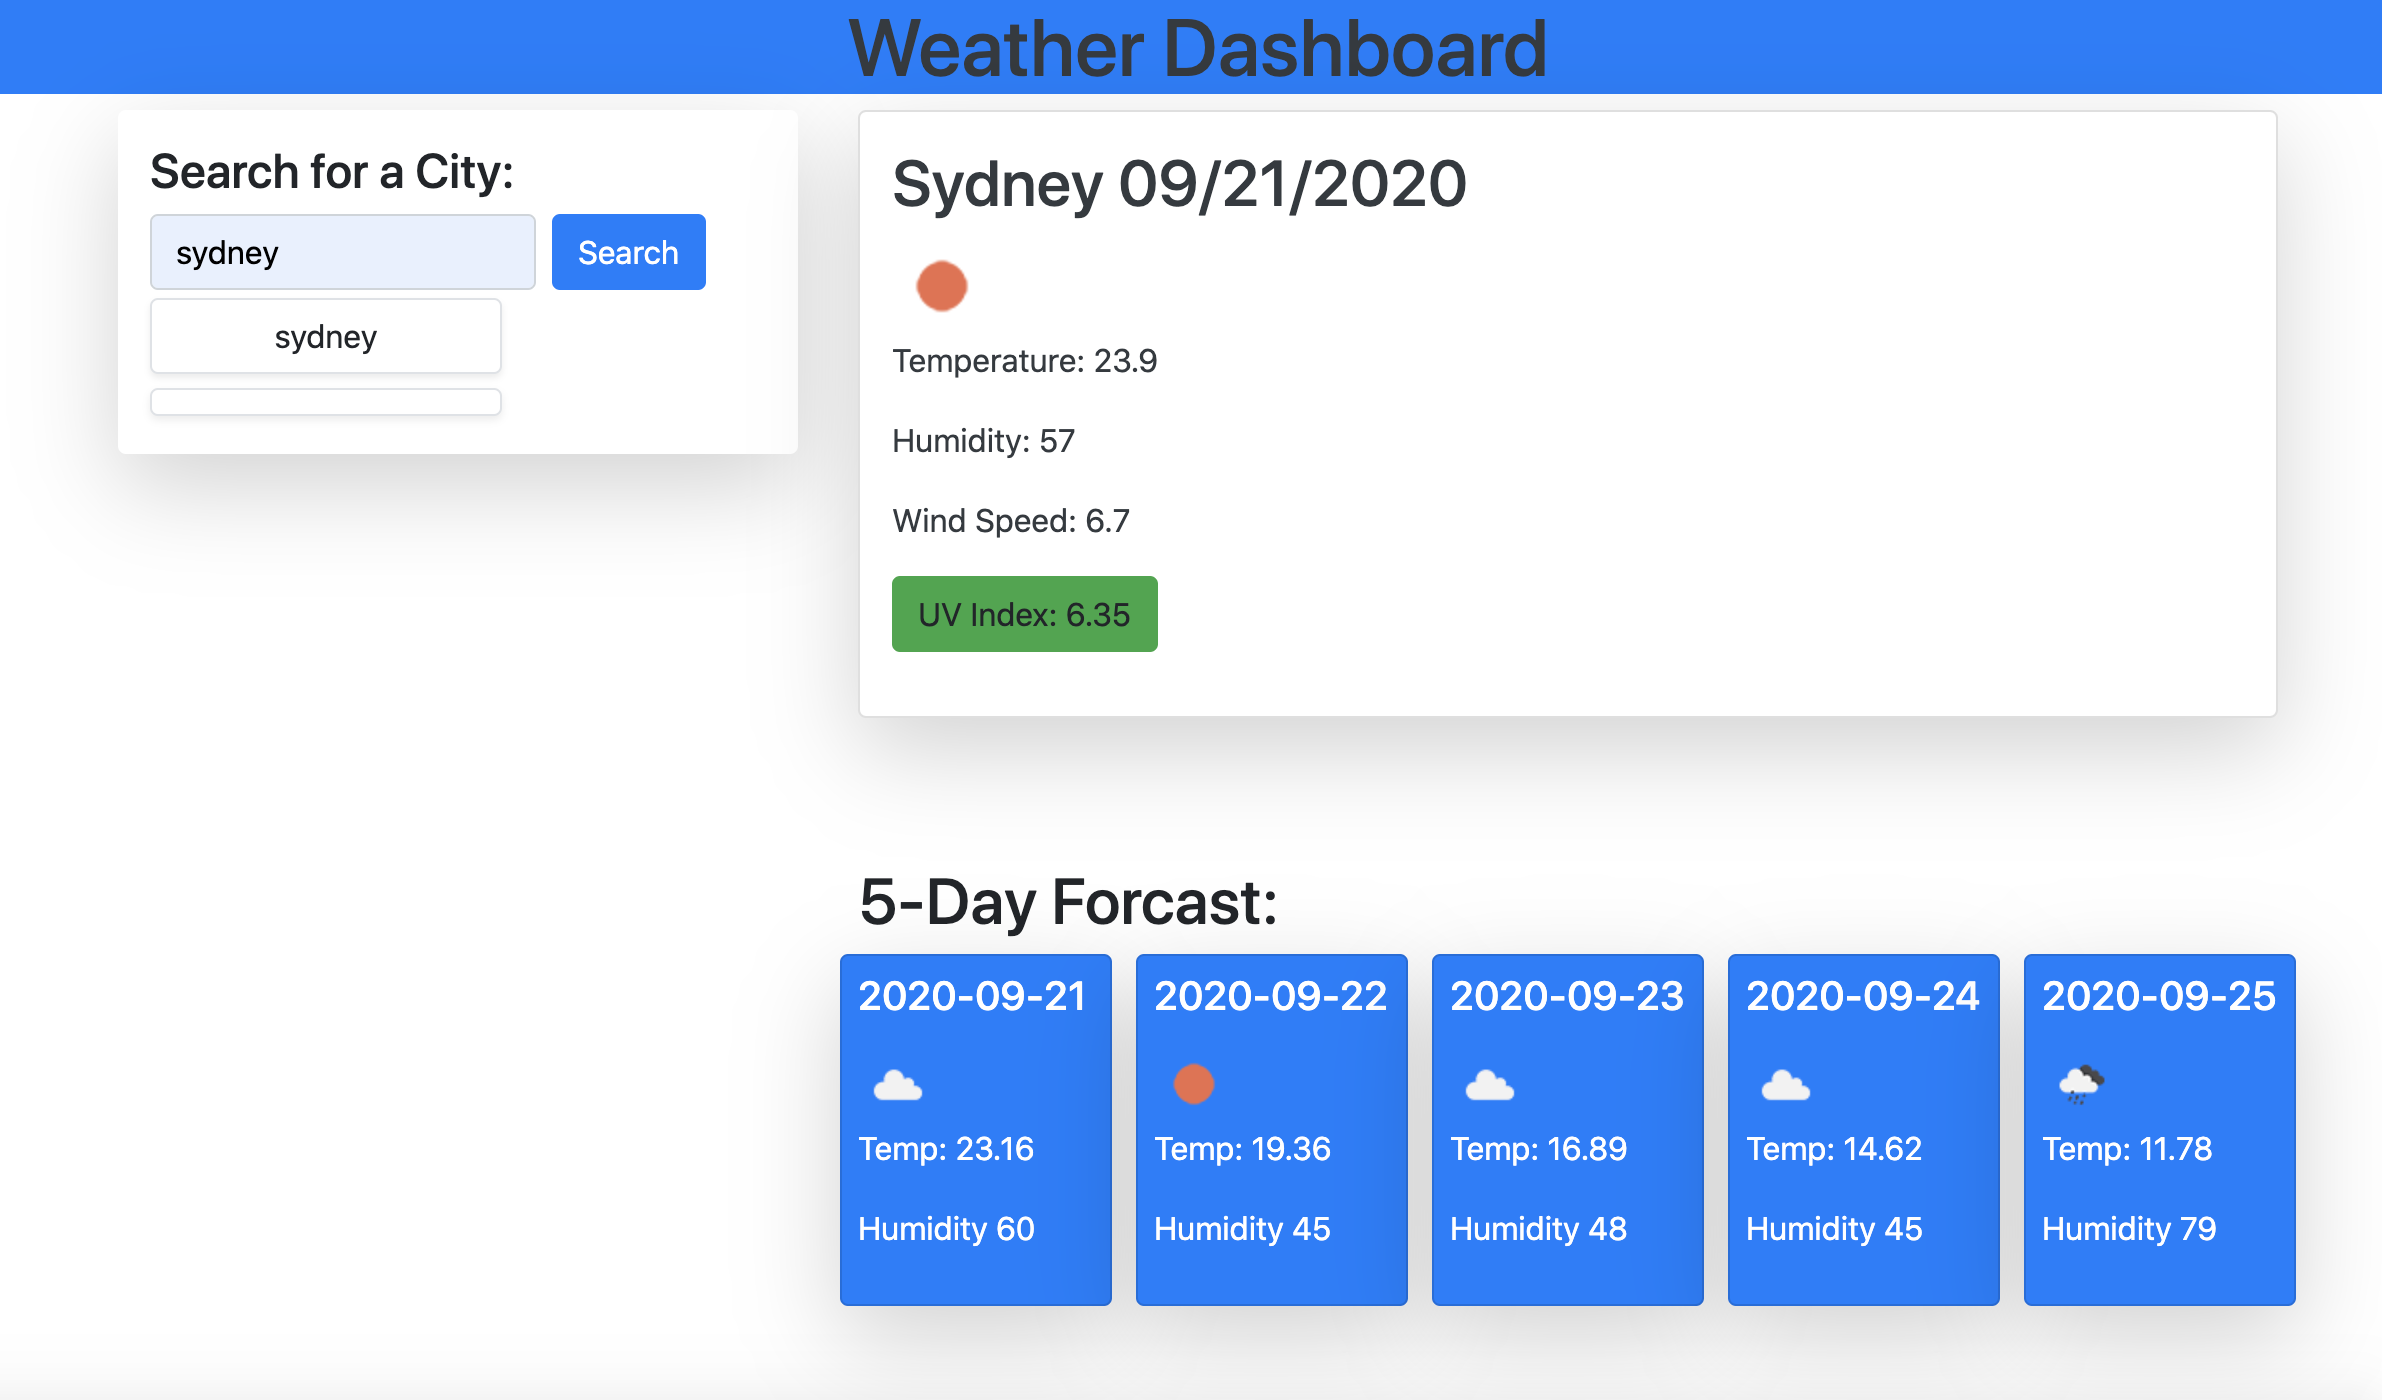 Weather Dashboard
Search for a City:
sydney
Search
sydney
Sydney 09/21/2020
Temperature: 23.9
Humidity: 57
Wind Speed: 6.7
UV Index: 6.35
5-Day Forcast:
2020-09-21
Temp: 23.16
Humidity 60
2020-09-22
Temp: 19.36
Humidity 45
2020-09-23
Temp: 16.89
Humidity 48
2020-09-24
Temp: 14.62
Humidity 45
2020-09-25
Temp: 11.78
Humidity 79